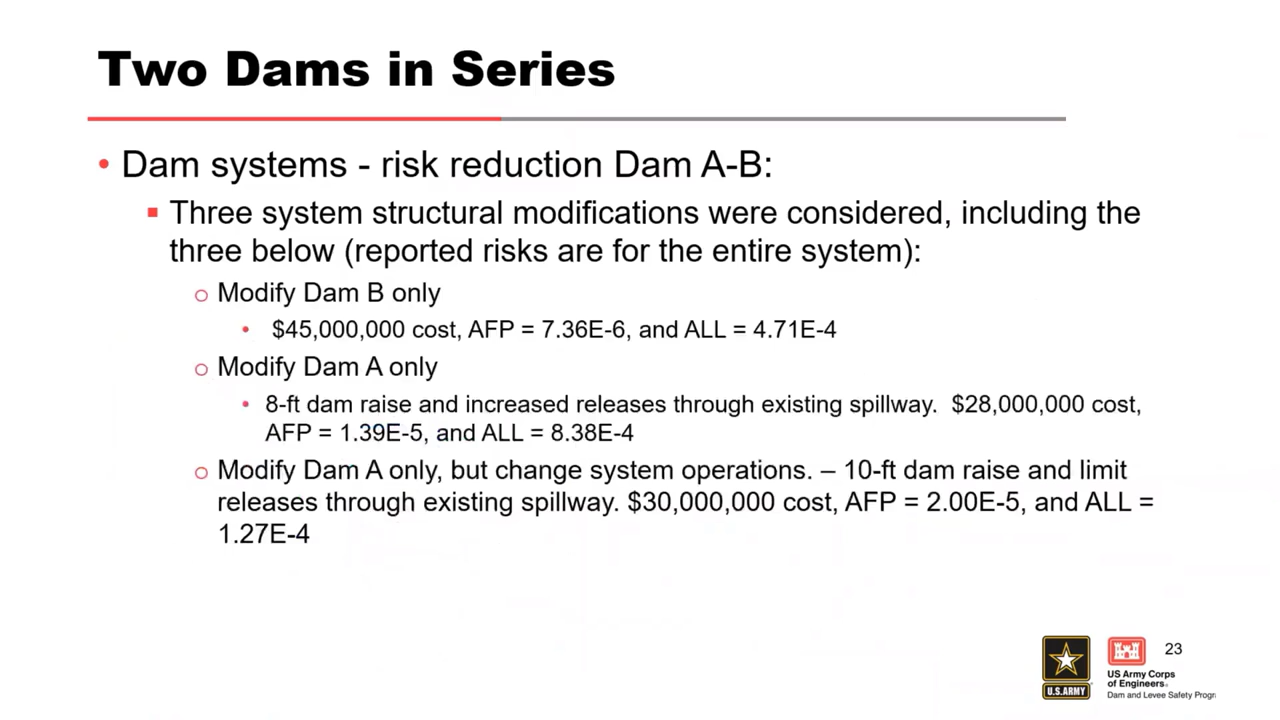 Two Dams in Series
• Dam systems - risk reduction Dam A-B:
▪ Three system structural modifications were considered, including the
three below (reported risks are for the entire system):
o Modify Dam B only
• $45,000,000 cost, AFP = 7.36E-6, and ALL = 4.71E-4
o Modify Dam A only
• 8-ft dam raise and increased releases through existing spillway. $28,000,000 cost,
AFP = 1.39E-5, and ALL = 8.38E-4
o Modify Dam A only, but change system operations. – 10-ft dam raise and limit
releases through existing spillway. $30,000,000 cost, AFP = 2.00E-5, and ALL =
1.27E-4
23
U.S.ARMY
US Army Corps
of Engineers®
Dam and Levee Safety Progr